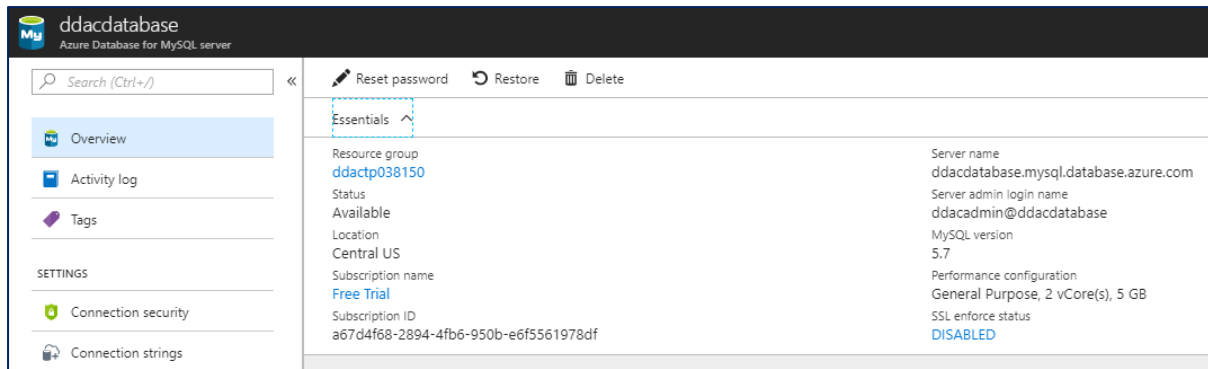 My
ddacdatabase
Azure Database for MySQL server
Search (Ctrl+/)
«
Reset password
Restore
Delete
Essentials
My
Overview
Activity log
Tags
SETTINGS
Connection security
Connection strings
Resource group
ddactp038150
Status
Available
Location
Central US
Subscription name
Free Trial
Subscription ID
a67d4f68-2894-4fb6-950b-e6f5561978df
Server name
ddacdatabase.mysql.database.azure.com
Server admin login name
ddacadmin@ddacdatabase
MySQL version
5.7
Performance configuration
General Purpose, 2 vCore(s), 5 GB
SSL enforce status
DISABLED